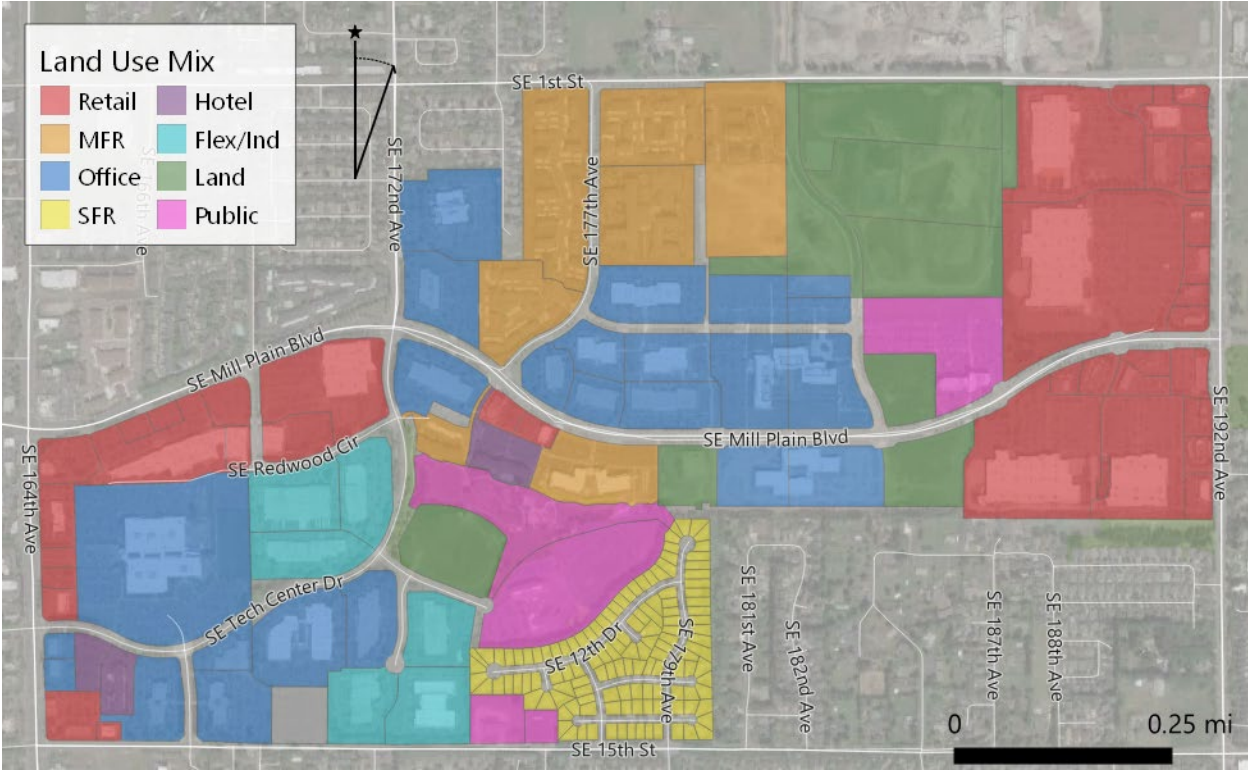 Land Use Mix
Retail
Hotel
MFR
Flex/Ind
Office
Land
SFR
Public
SE 1st St
SE 172nd Ave
SE 166th Ave
SE 177th Ave
SE Mill Plain Blvd
SE Redwood Cir
SE Mill Plain Blvd
SE 164th Ave
SE 192nd Ave
SE Tech Center Dr
SE 12th Dr
SE 179th Ave
SE 181st Ave
SE 182nd Ave
SE 187th Ave
SE 188th Ave
SE 15th St
0
0.25 mi